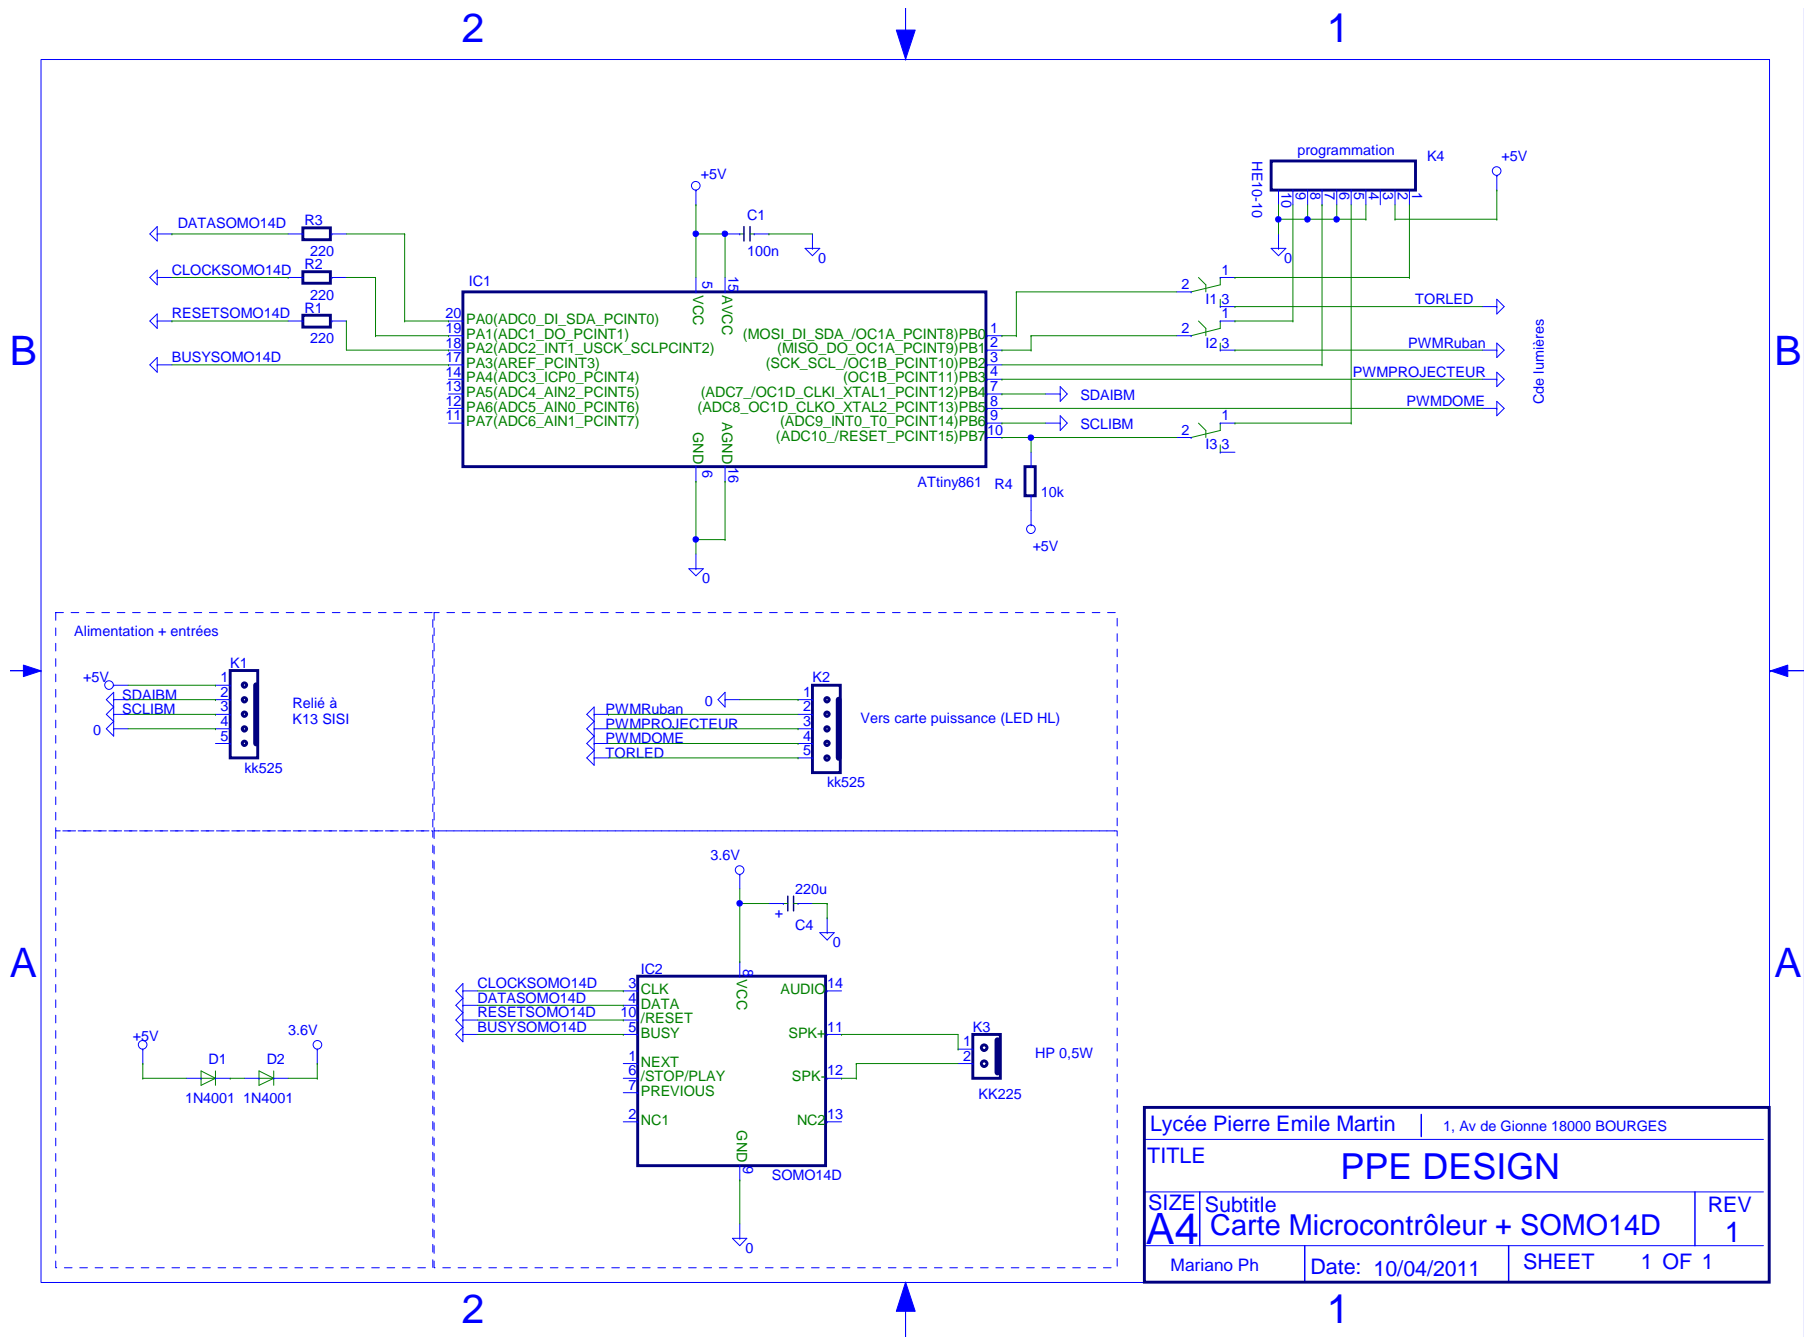 2
1
programmation
K4
HE10-10
10 9 8 7 6 5 4 3 2 1
+5V
0
+5V
C1
100n
0
DATASOMO14D
R3
220
CLOCKSOMO14D
R2
220
RESETSOMO14D
R1
220
BUSYSOMO14D
IC1
5
VCC
15
AVCC
20 PA0(ADC0_DI_SDA_PCINT0)
19 PA1(ADC1_DO_PCINT1)
18 PA2(ADC2_INT1_USCK_SCLPCINT2)
17 PA3(AREF_PCINT3)
14 PA4(ADC3_ICP0_PCINT4)
13 PA5(ADC4_AIN2_PCINT5)
12 PA6(ADC5_AIN0_PCINT6)
11 PA7(ADC6_AIN1_PCINT7)
(MOSI_DI_SDA_/OC1A_PCINT8)PB0 1
(MISO_DO_OC1A_PCINT9)PB1 2
(SCK_SCL_/OC1B_PCINT10)PB2 3
(OC1B_PCINT11)PB3 4
(ADC7_/OC1D_CLKI_XTAL1_PCINT12)PB4 7
(ADC8_OC1D_CLKO_XTAL2_PCINT13)PB5 8
(ADC9_INT0_T0_PCINT14)PB6 9
(ADC10_/RESET_PCINT15)PB7 10
GND
6
AGND
16
ATtiny861
0
SDAIBM
SCLIBM
R4
10k
+5V
2
1
I1 3
TORLED
2
1
I2 3
PWMRuban
PWMPROJECTEUR
PWMDOME
2
1
I3 3
Cde lumières
B
B
Alimentation + entrées
K1
+5V
1
SDAIBM
2
SCLIBM
3
0
4
5
kk525
Relié à
K13 SISI
K2
0
1
PWMRuban
2
PWMPROJECTEUR
3
PWMDOME
4
TORLED
5
kk525
Vers carte puissance (LED HL)
A
A
+5V
3.6V
D1
D2
1N4001
1N4001
3.6V
220u
+
C4
0
IC2
8
VCC
CLOCKSOMO14D
3 CLK
DATASOMO14D
4 DATA
RESETSOMO14D
10 /RESET
BUSYSOMO14D
5 BUSY
1 NEXT
6 /STOP/PLAY
7 PREVIOUS
2 NC1
AUDIO 14
SPK+ 11
SPK- 12
NC2 13
GND
9
SOMO14D
0
K3
1
2
KK225
HP 0,5W
Lycée Pierre Emile Martin
1, Av de Gionne 18000 BOURGES
TITLE
PPE DESIGN
SIZE
A4
Subtitle
Carte Microcontrôleur + SOMO14D
REV
1
Mariano Ph
Date: 10/04/2011
SHEET 1 OF 1
2
1